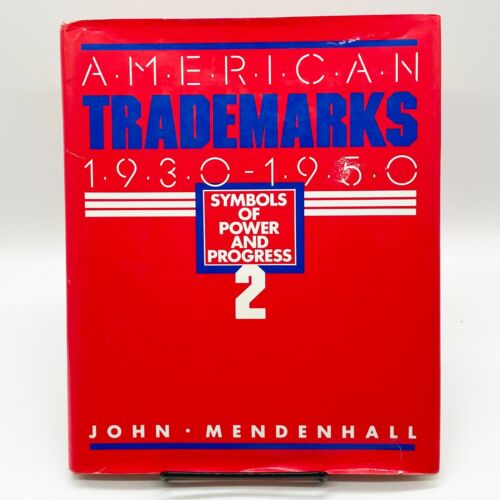 A·M·E·R·I·C·A·N
TRADEMARKS
1·9·3·0-1·9·5·0
SYMBOLS
OF
POWER
AND
PROGRESS
2
JOHN · MENDENHALL